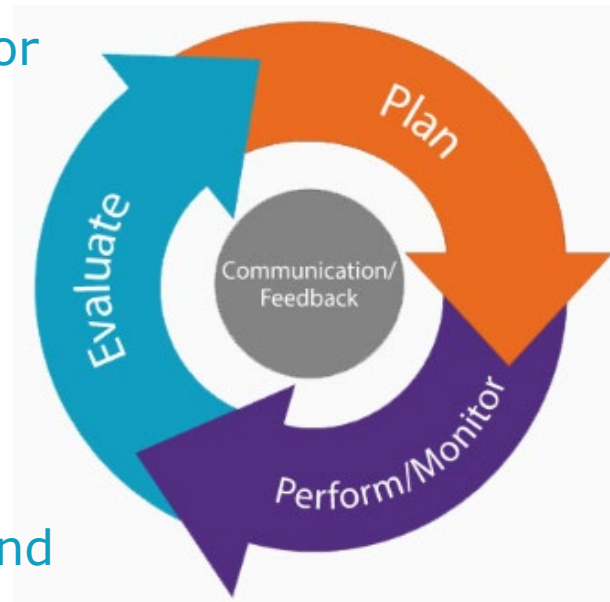 or
Plan
Evaluate
Communication/
Feedback
Perform/Monitor
nd